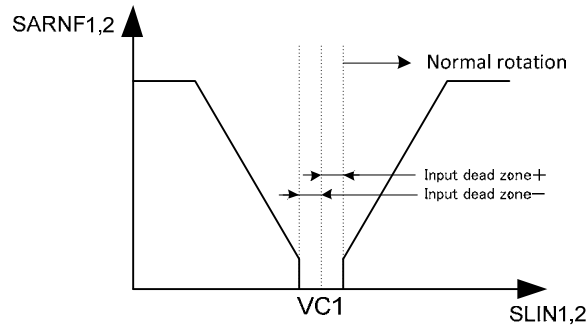 SARNF1,2
Normal rotation
Input dead zone+
Input dead zone−
VC1
SLIN1,2